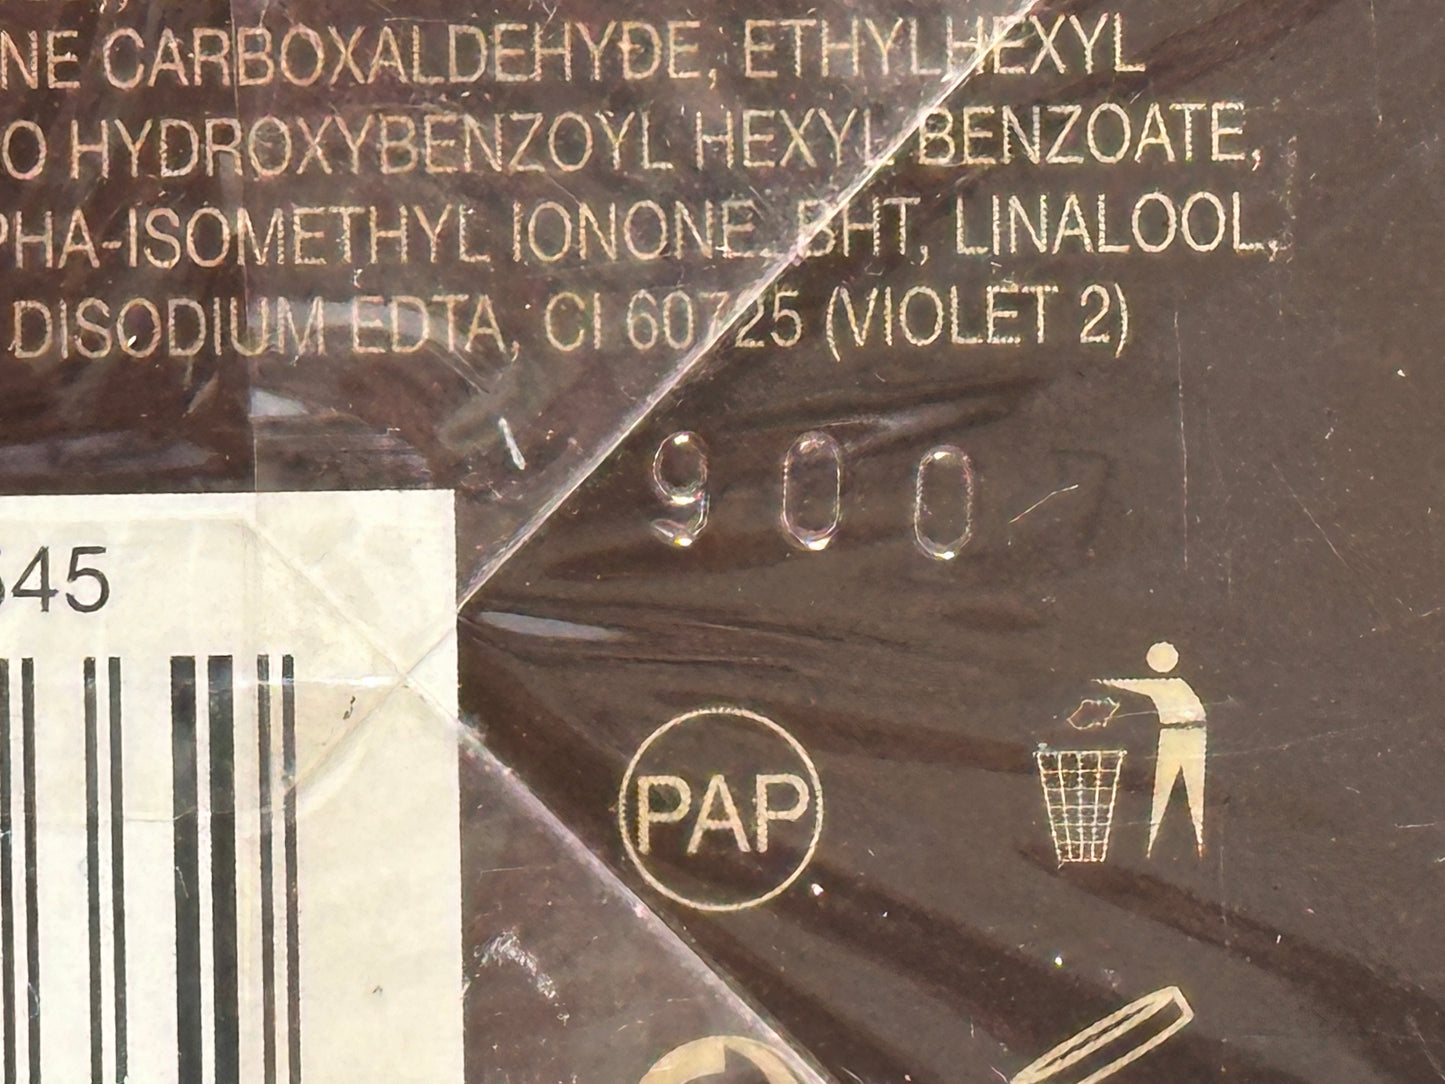 NE CARBOXALDEHYDE, ETHYLHEXYL
O HYDROXYBENZOYL HEXYL BENZOATE,
PHA-ISOMETHYL IONONE, BHT, LINALOOL,
DISODIUM EDTA, CI 60725 (VIOLET 2)
900
545
PAP